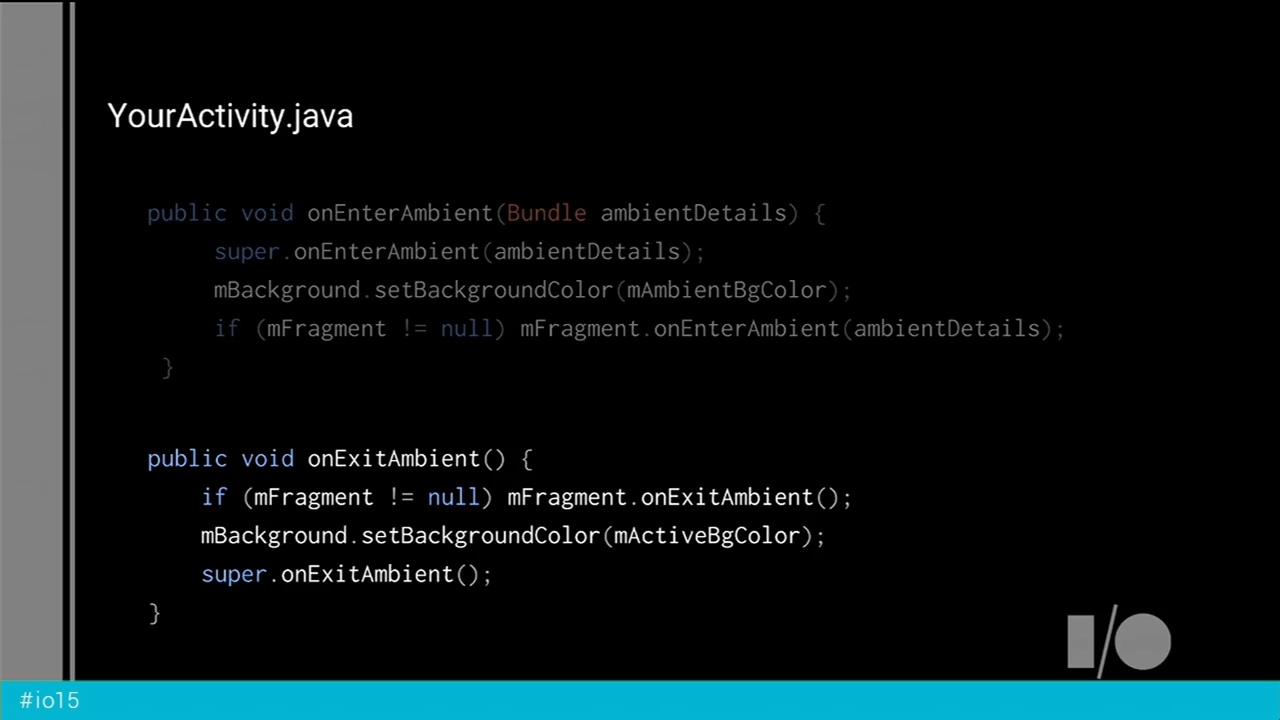 YourActivity.java
public void onEnterAmbient(Bundle ambientDetails) {
super.onEnterAmbient(ambientDetails);
mBackground.setBackgroundColor(mAmbientBgColor);
if (mFragment != null) mFragment.onEnterAmbient(ambientDetails);
}
public void onExitAmbient() {
if (mFragment != null) mFragment.onExitAmbient();
mBackground.setBackgroundColor(mActiveBgColor);
super.onExitAmbient();
}
I/O
#io15